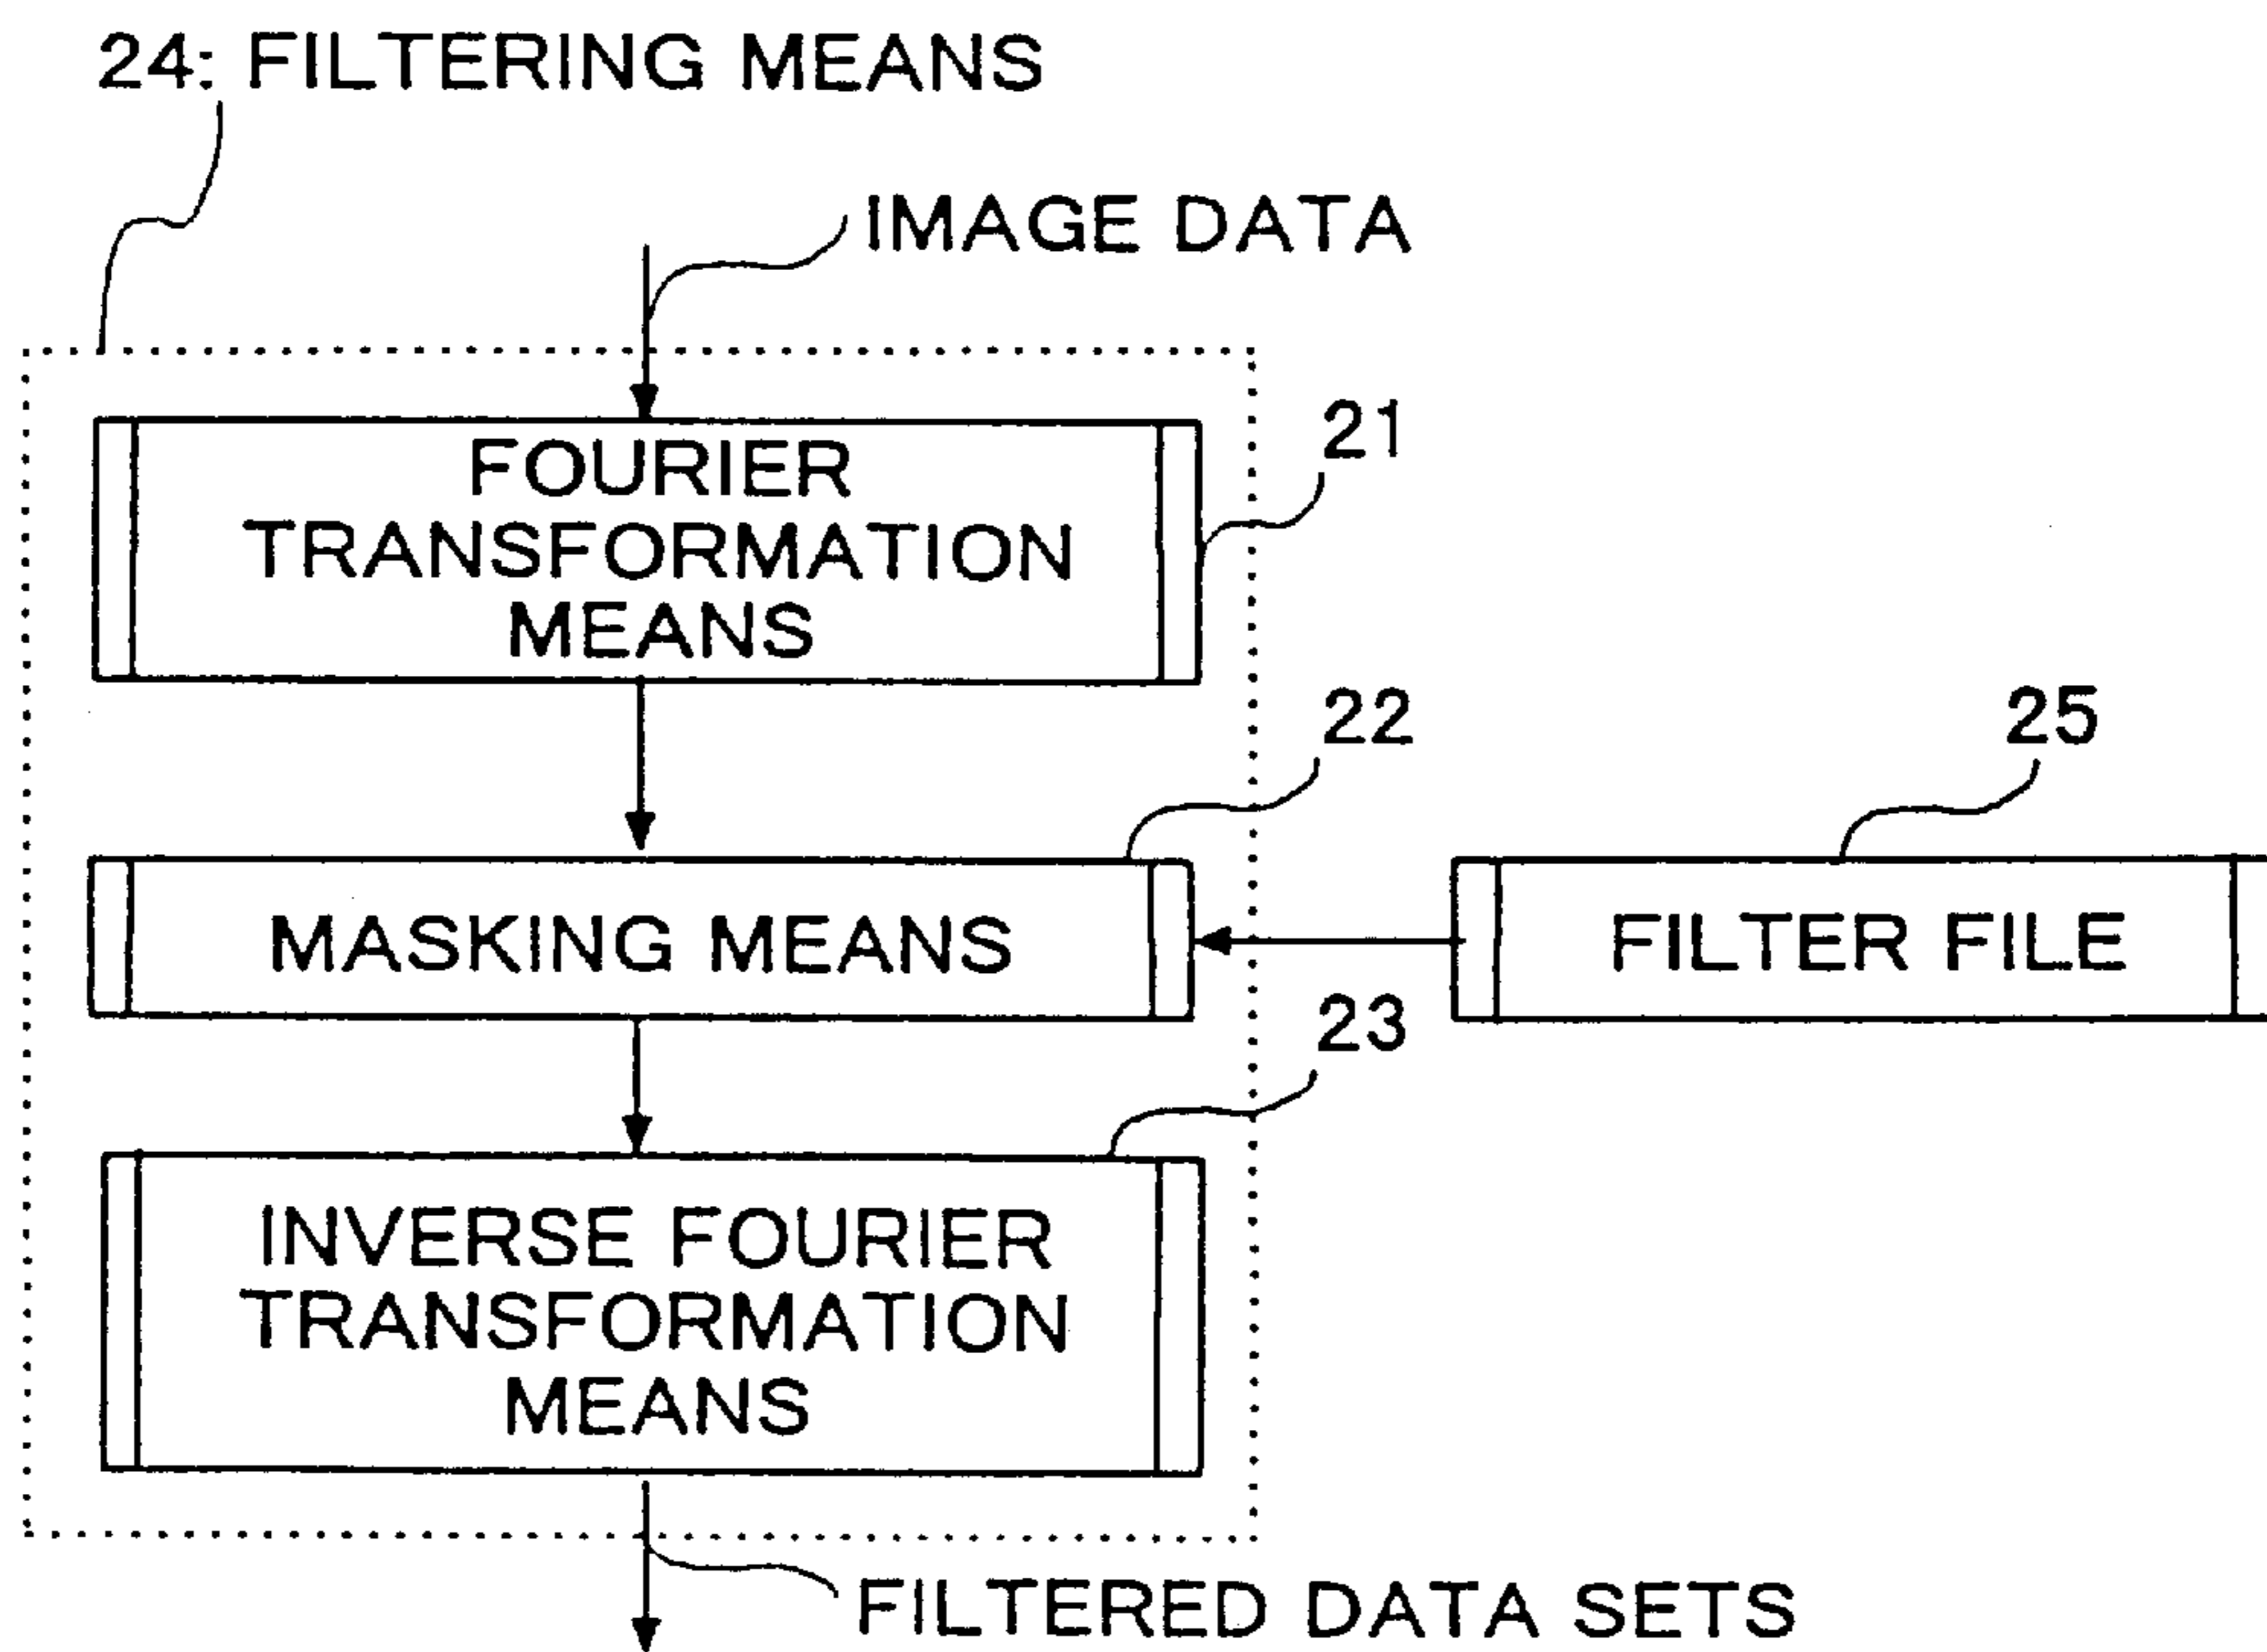 24: FILTERING MEANS
IMAGE DATA
FOURIER
TRANSFORMATION
MEANS
21
22
25
MASKING MEANS
FILTER FILE
23
INVERSE FOURIER
TRANSFORMATION
MEANS
FILTERED DATA SETS